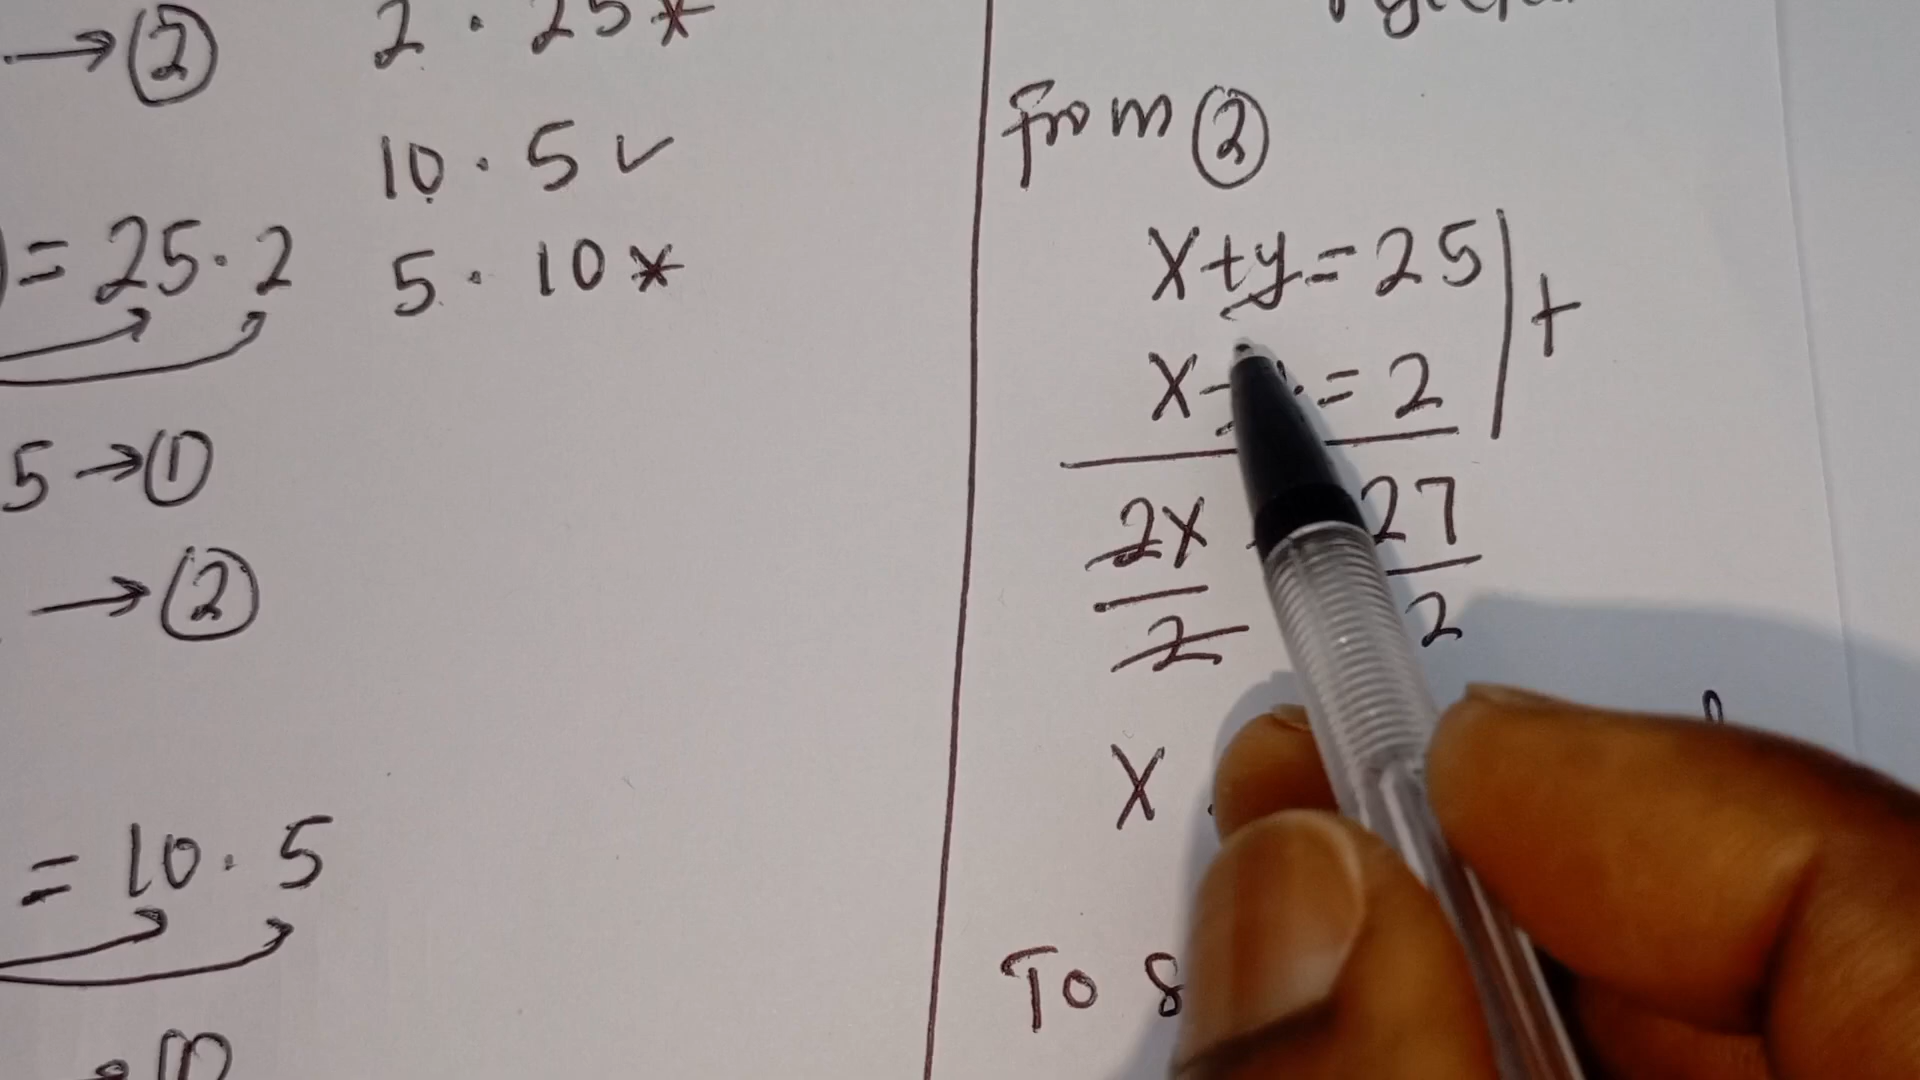 →②
2 · 25*
10 · 5✓
) = 25 · 2
5 · 10*
5 →①
→②
= 10 · 5
from ②
x+y=25
+
x- = 2
2x 27
2 2
x
To